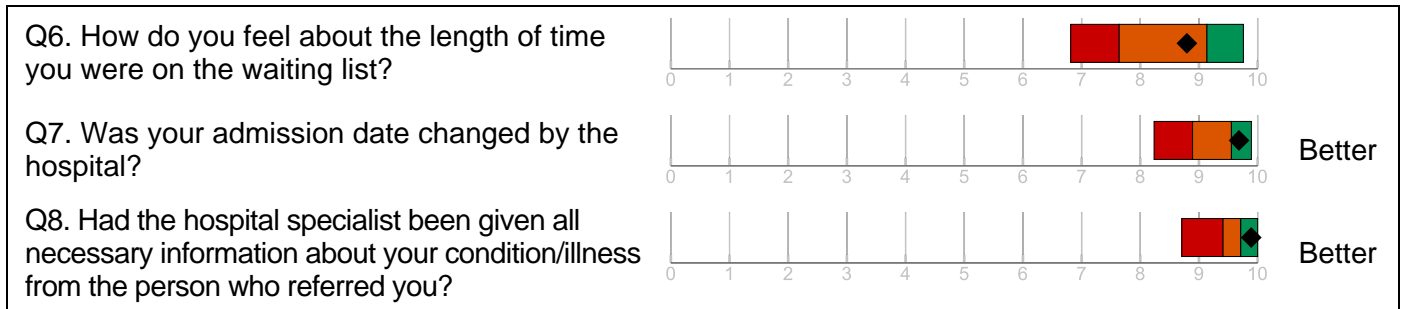 Q6. How do you feel about the length of time
you were on the waiting list?
0 1 2 3 4 5 6 7 8 9 10
Q7. Was your admission date changed by the
hospital?
Better
0 1 2 3 4 5 6 7 8 9 10
Q8. Had the hospital specialist been given all
necessary information about your condition/illness
from the person who referred you?
Better
0 1 2 3 4 5 6 7 8 9 10